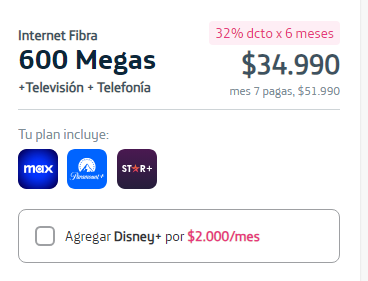 Internet Fibra
32% dcto x 6 meses
600 Megas
$34.990
+Televisión + Telefonía
mes 7 pagas, $51.990
Tu plan incluye:
max
Paramount+
STAR+
Agregar Disney+ por $2.000/mes